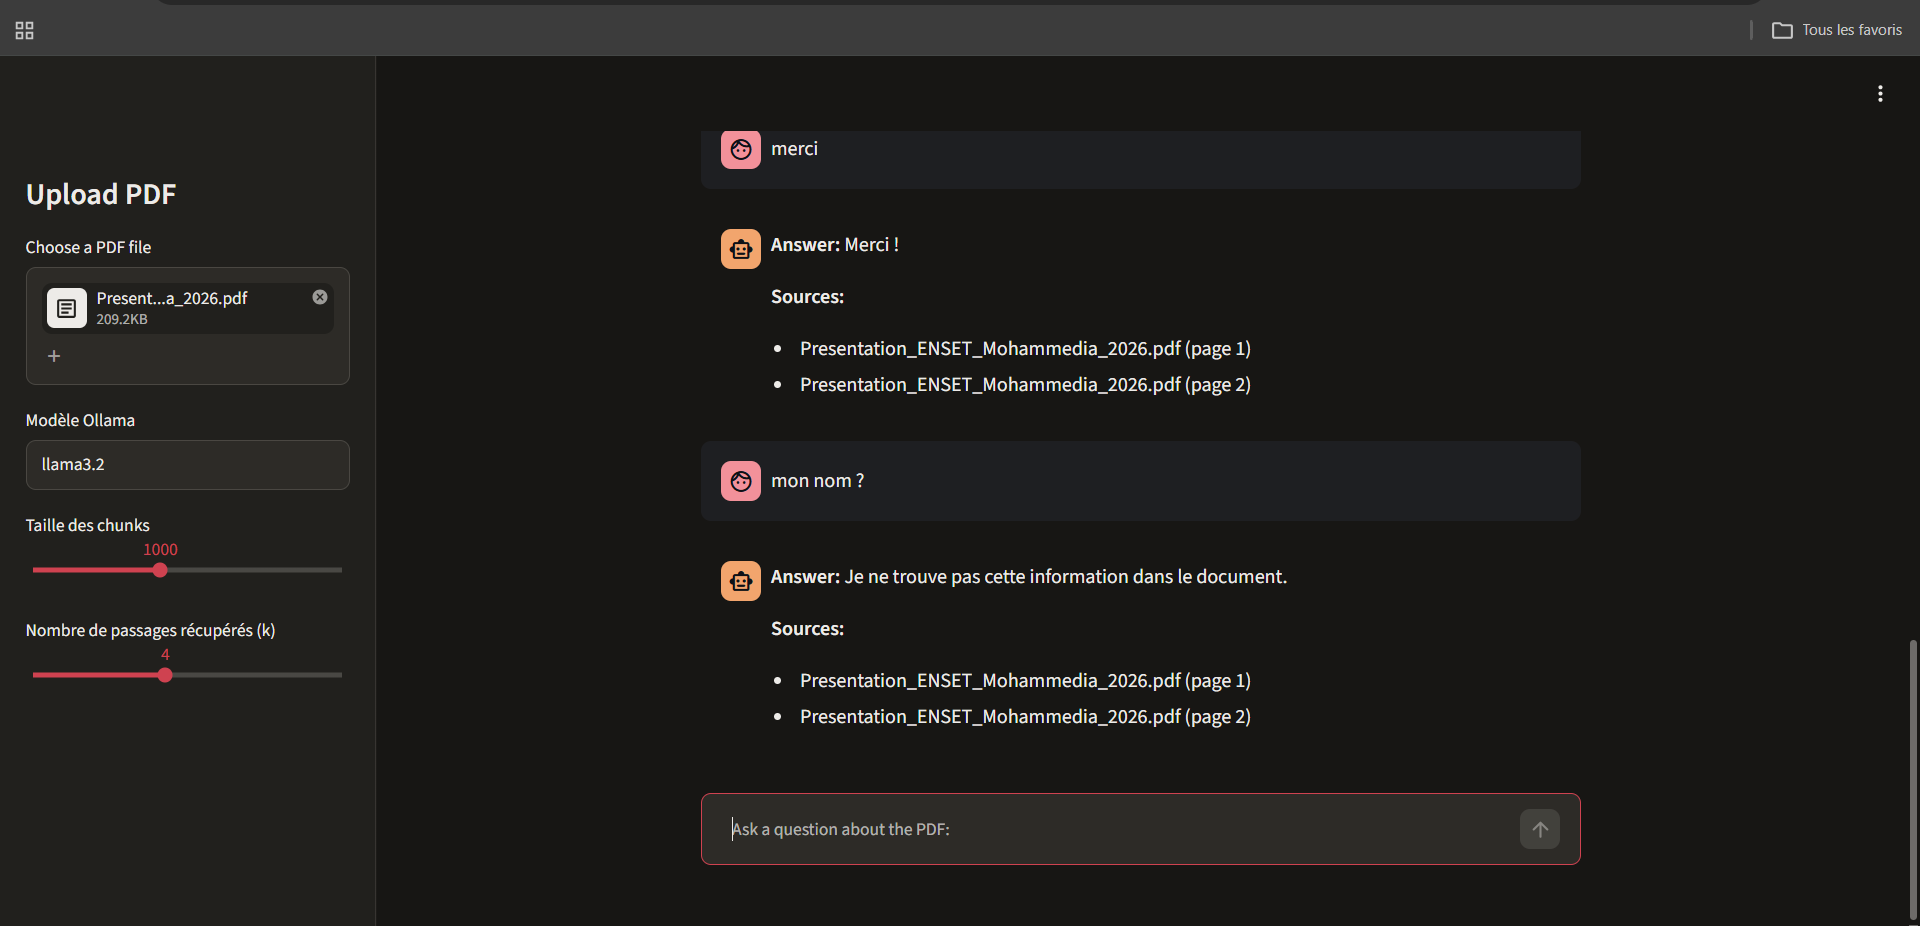 Tous les favoris
Upload PDF
Choose a PDF file
Present...a_2026.pdf
209.2KB
Modèle Ollama
llama3.2
Taille des chunks
1000
Nombre de passages récupérés (k)
4
merci
Answer: Merci !
Sources:
Presentation_ENSET_Mohammedia_2026.pdf (page 1)
Presentation_ENSET_Mohammedia_2026.pdf (page 2)
mon nom ?
Answer: Je ne trouve pas cette information dans le document.
Sources:
Presentation_ENSET_Mohammedia_2026.pdf (page 1)
Presentation_ENSET_Mohammedia_2026.pdf (page 2)
Ask a question about the PDF: